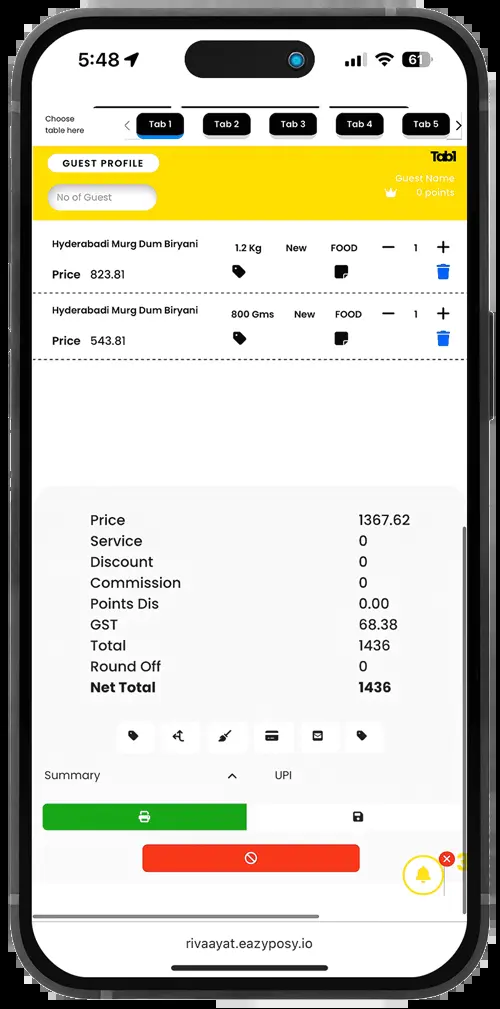 5:48
61
Choose
table here
Tab 1
Tab 2
Tab 3
Tab 4
Tab 5
GUEST PROFILE
Tab1
No of Guest
Guest Name
0 points
Hyderabadi Murg Dum Biryani 1.2 Kg New FOOD 1
Price 823.81
Hyderabadi Murg Dum Biryani 800 Gms New FOOD 1
Price 543.81
Price 1367.62
Service 0
Discount 0
Commission 0
Points Dis 0.00
GST 68.38
Total 1436
Round Off 0
Net Total 1436
Summary UPI
3
rivaayat.eazyposy.io